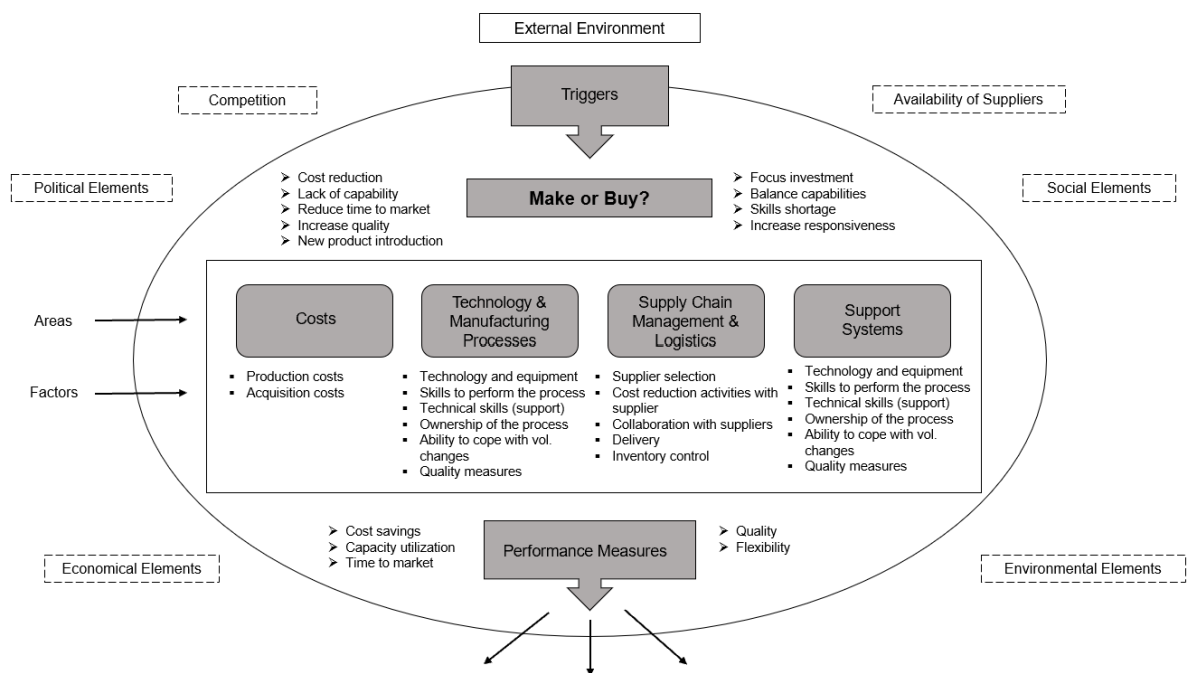 External Environment
Triggers
Competition
Availability of Suppliers
Political Elements
Social Elements
Cost reduction
Lack of capability
Reduce time to market
Increase quality
New product introduction
Make or Buy?
Focus investment
Balance capabilities
Skills shortage
Increase responsiveness
Areas
Factors
Costs
Production costs
Acquisition costs
Technology &
Manufacturing
Processes
Technology and equipment
Skills to perform the process
Technical skills (support)
Ownership of the process
Ability to cope with vol.
changes
Quality measures
Supply Chain
Management &
Logistics
Supplier selection
Cost reduction activities with
supplier
Collaboration with suppliers
Delivery
Inventory control
Support
Systems
Technology and equipment
Skills to perform the process
Technical skills (support)
Ownership of the process
Ability to cope with vol.
changes
Quality measures
Cost savings
Capacity utilization
Time to market
Performance Measures
Quality
Flexibility
Economical Elements
Environmental Elements